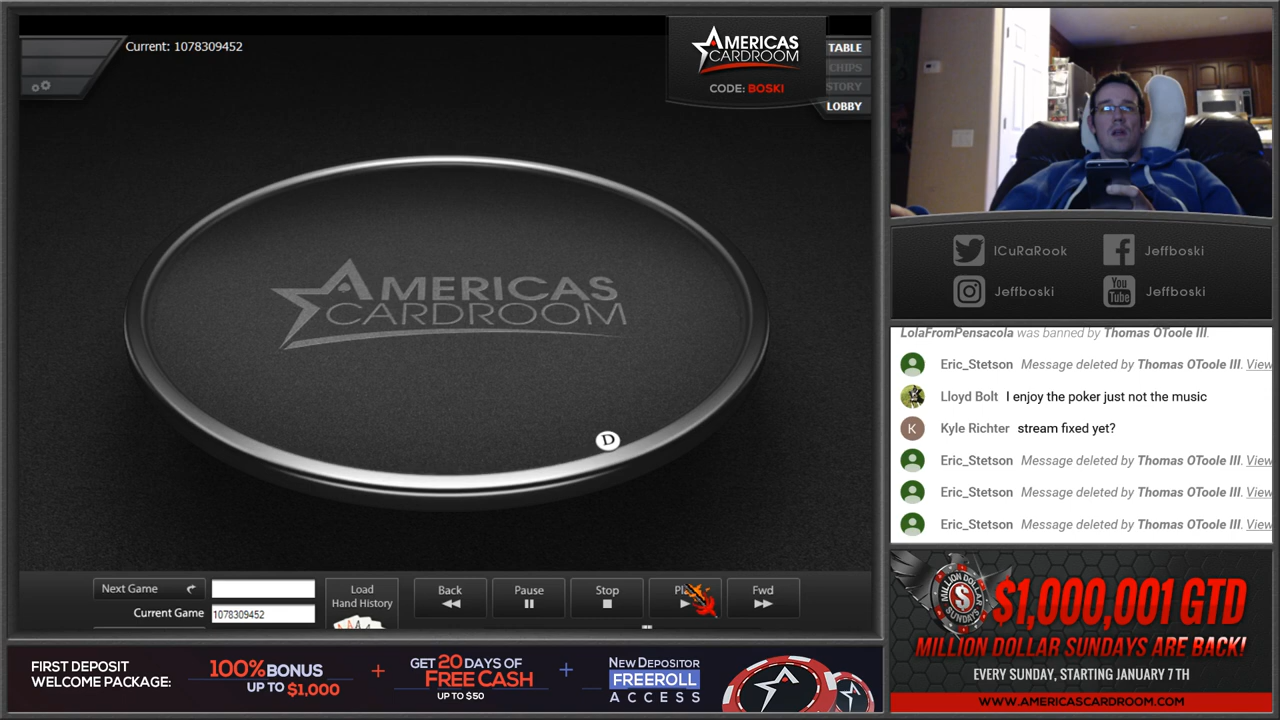 Current: 1078309452
AMERICAS
CARDROOM
CODE: BOSKI
TABLE
CHIPS
STORY
LOBBY
AMERICAS
CARDROOM
D
Next Game
Current Game
1078309452
Load
Hand History
Back
Pause
Stop
Fwd
ICuRaRook
Jeffboski
Jeffboski
You
Tube
Jeffboski
LolaFromPensacola was banned by Thomas OToole III.
Eric_Stetson Message deleted by Thomas OToole III. View
Lloyd Bolt I enjoy the poker just not the music
K
Kyle Richter stream fixed yet?
Eric_Stetson Message deleted by Thomas OToole III. View
Eric_Stetson Message deleted by Thomas OToole III. View
Eric_Stetson Message deleted by Thomas OToole III. View
FIRST DEPOSIT
WELCOME PACKAGE:
100% BONUS
UP TO $1,000
+
GET 20 DAYS OF
FREE CASH
UP TO $50
+
NEW DEPOSITOR
FREEROLL
ACCESS
MILLION DOLLAR
SUNDAYS
$
$1,000,001 GTD
MILLION DOLLAR SUNDAYS ARE BACK!
EVERY SUNDAY, STARTING JANUARY 7TH
WWW.AMERICASCARDROOM.COM